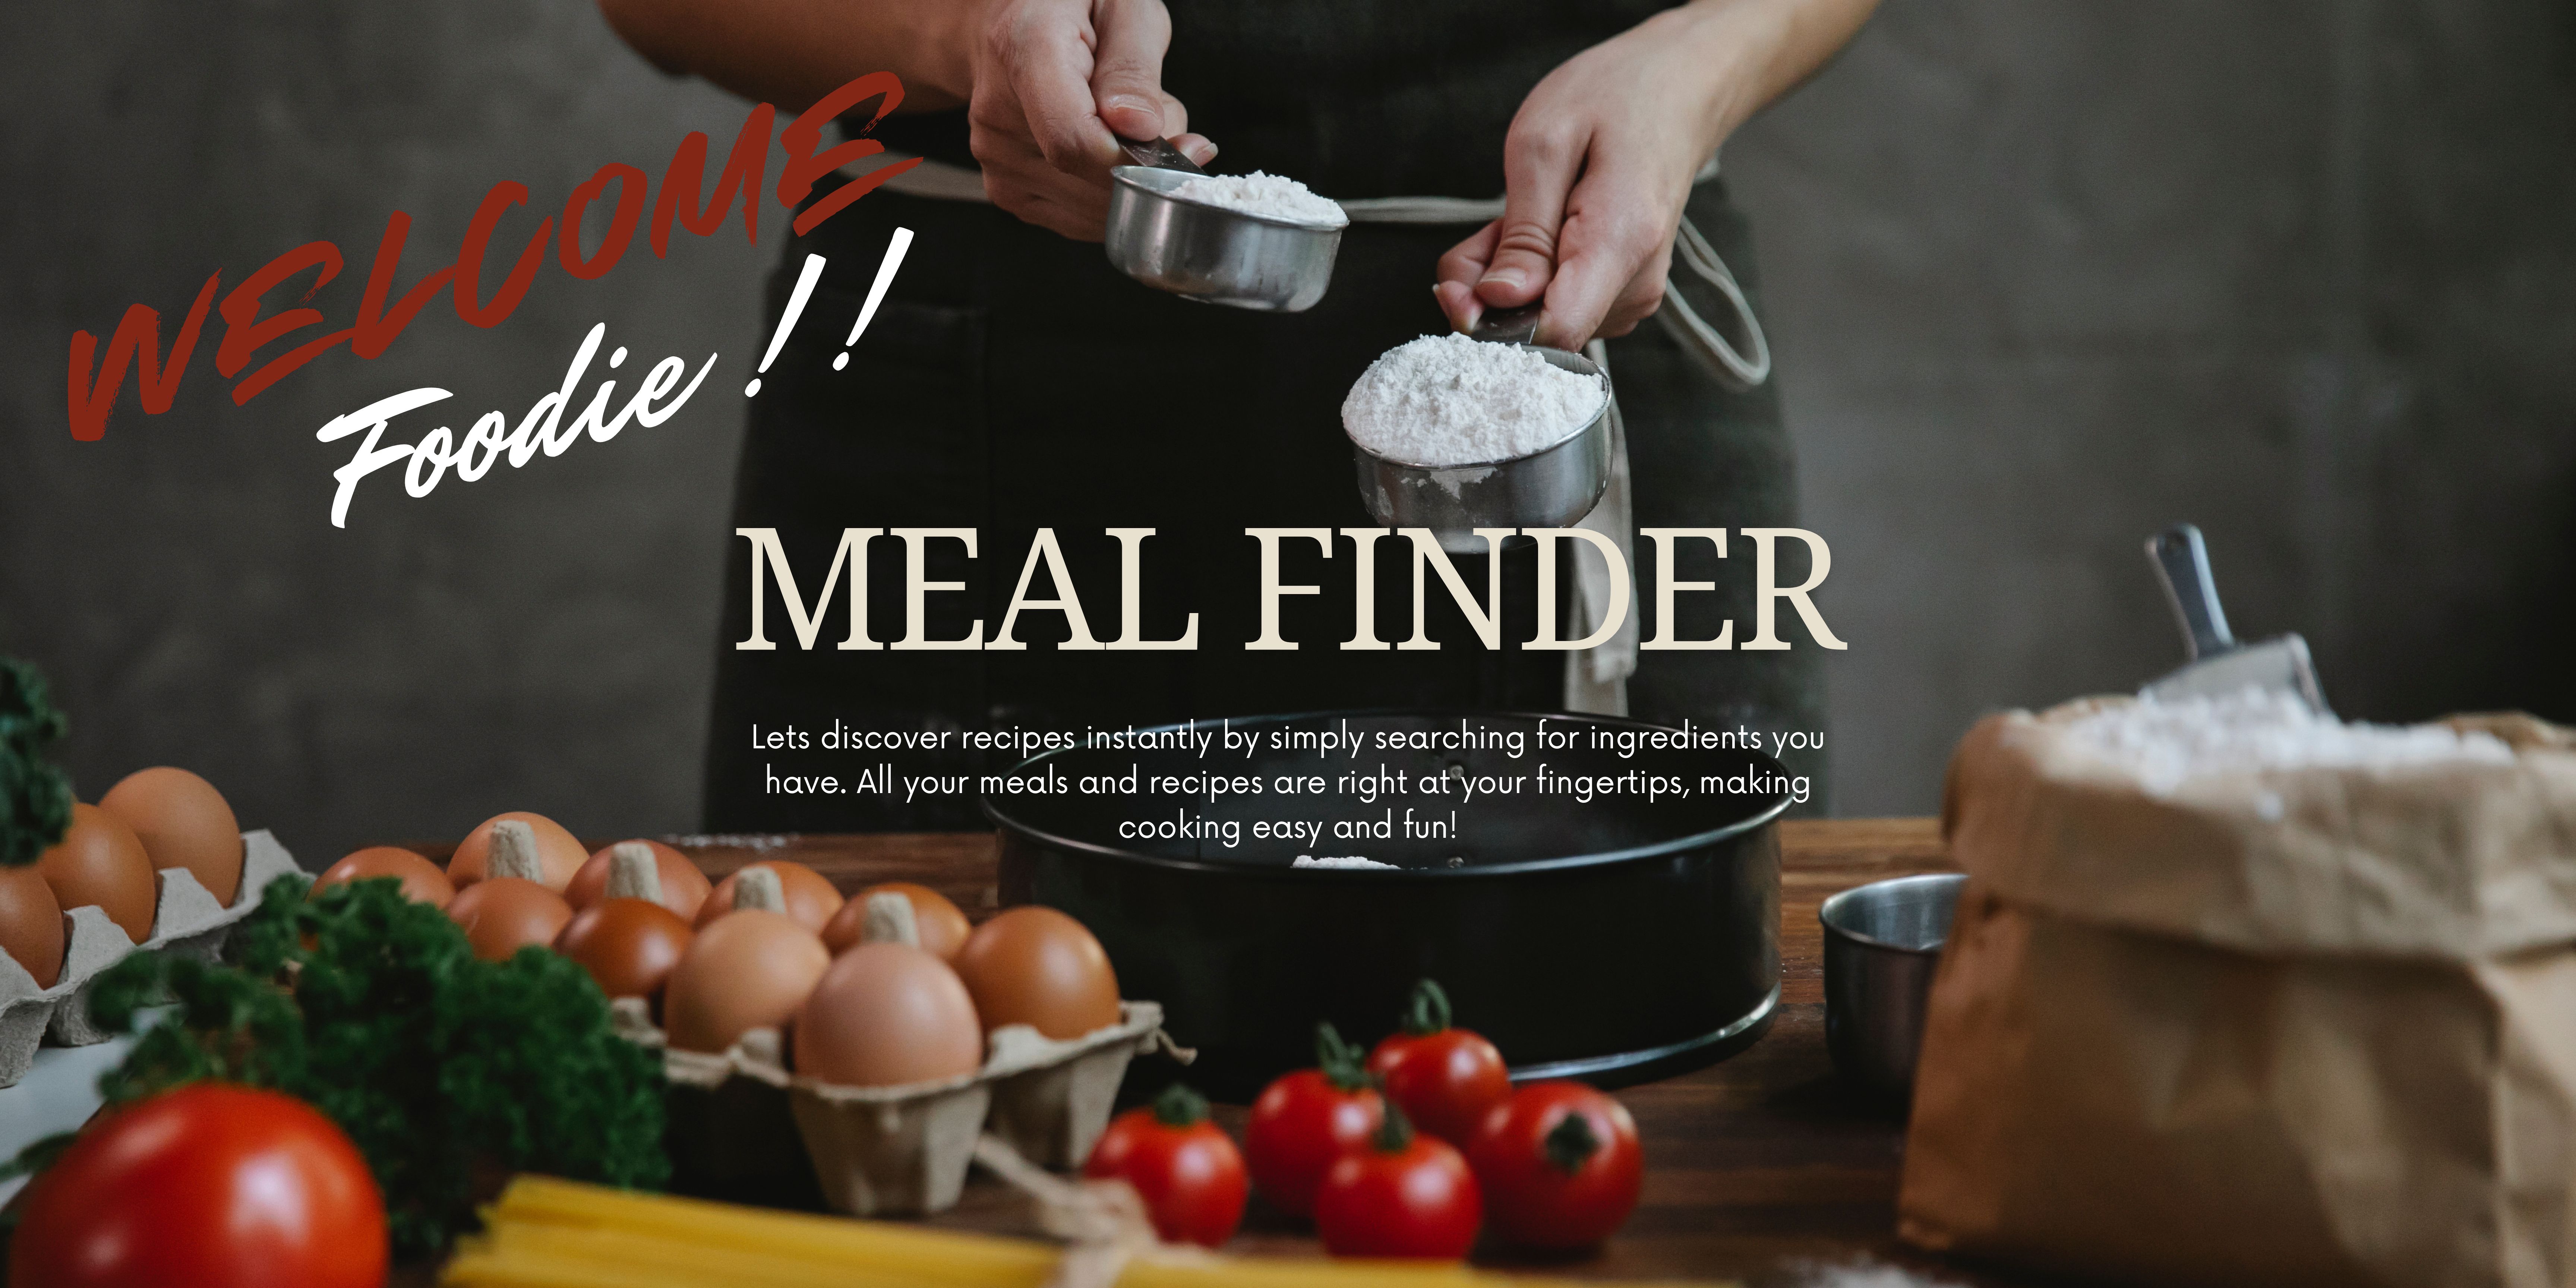 WELCOME
Foodie !!
MEAL FINDER
Lets discover recipes instantly by simply searching for ingredients you
have. All your meals and recipes are right at your fingertips, making
cooking easy and fun!